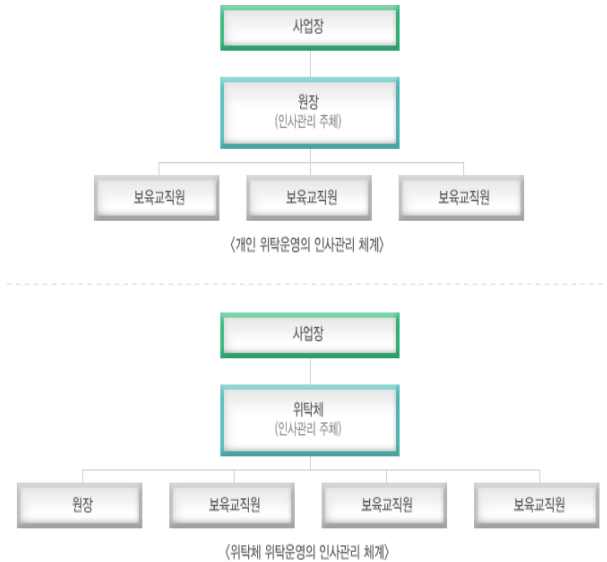 사업장
원장
(인사관리 주체)
보육교직원 보육교직원 보육교직원
<개인 위탁운영의 인사관리 체계>
사업장
위탁체
(인사관리 주체)
원장 보육교직원 보육교직원 보육교직원
<위탁체 위탁운영의 인사관리 체계>